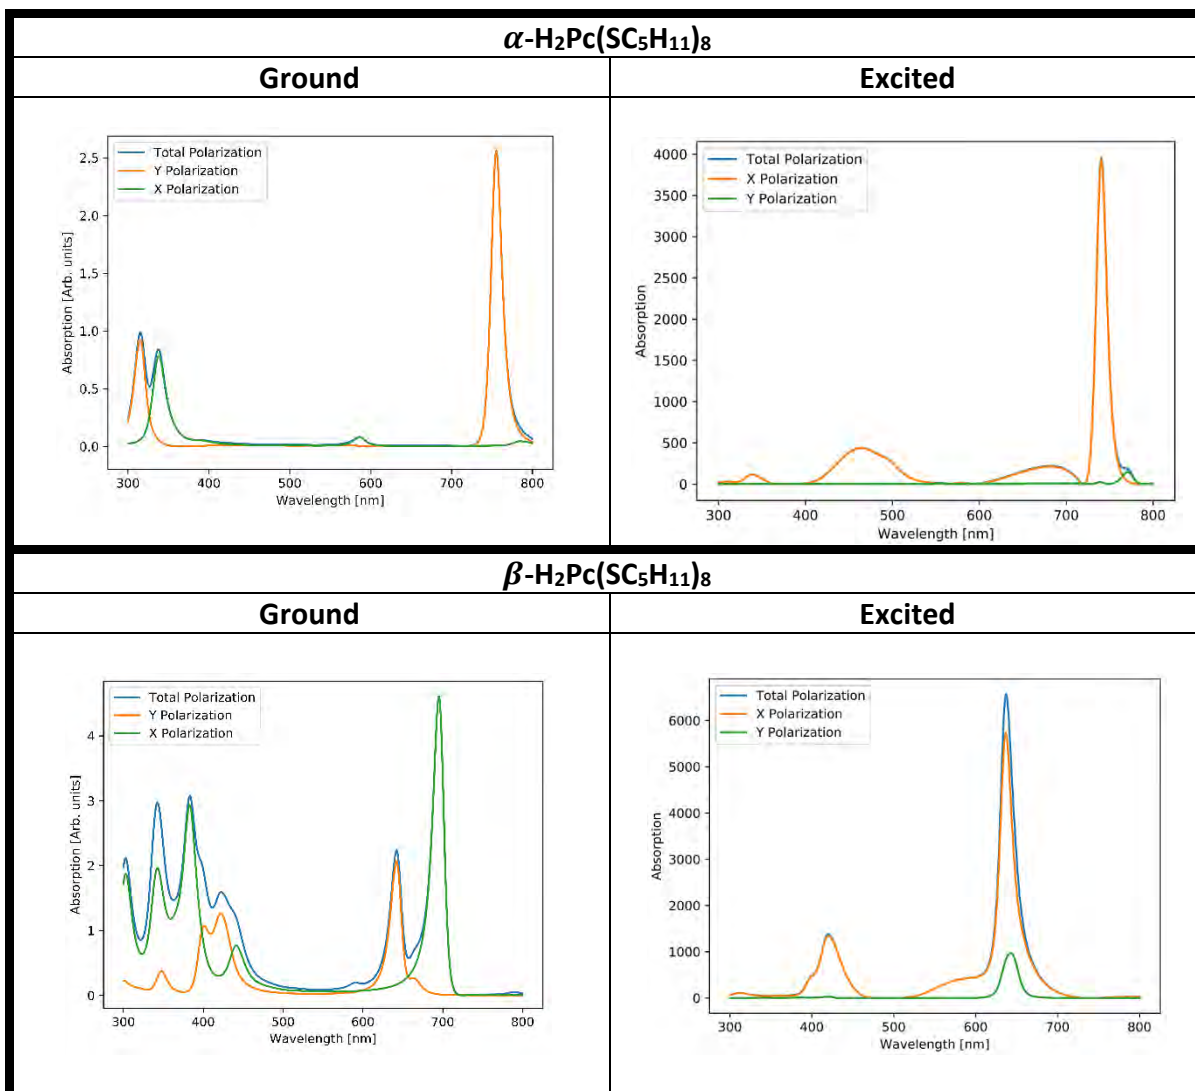 α-H₂Pc(SC₅H₁₁)₈
Ground Excited
Total Polarization
Y Polarization
X Polarization
Absorption [Arb. units]
2.5
2.0
1.5
1.0
0.5
0.0
300 400 500 600 700 800
Wavelength [nm]
Total Polarization
X Polarization
Y Polarization
Absorption
4000
3500
3000
2500
2000
1500
1000
500
0
300 400 500 600 700 800
Wavelength [nm]
β-H₂Pc(SC₅H₁₁)₈
Ground Excited
Total Polarization
Y Polarization
X Polarization
Absorption [Arb. units]
4
3
2
1
0
300 400 500 600 700 800
Wavelength [nm]
Total Polarization
X Polarization
Y Polarization
Absorption
6000
5000
4000
3000
2000
1000
0
300 400 500 600 700 800
Wavelength [nm]